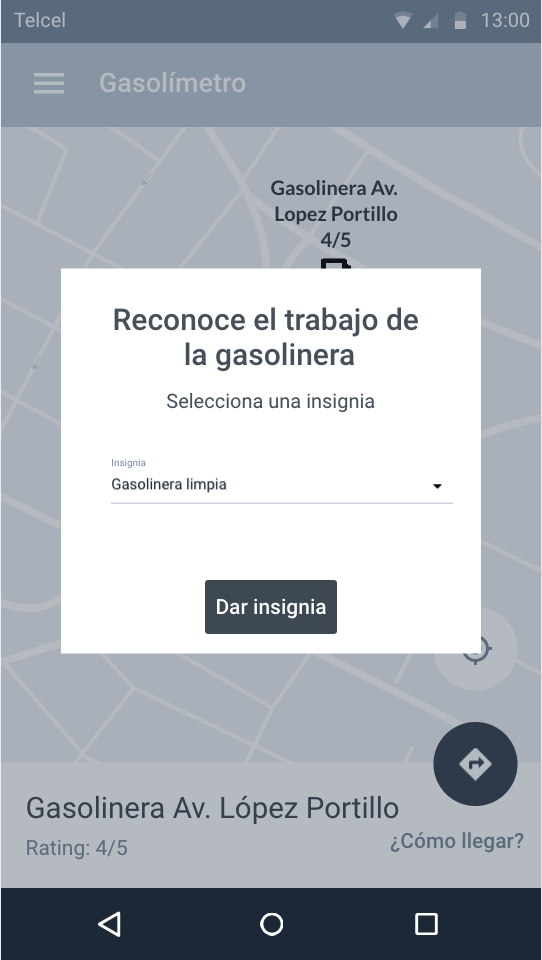 Telcel 13:00
Gasolímetro
Gasolinera Av.
Lopez Portillo
4/5
Reconoce el trabajo de
la gasolinera
Selecciona una insignia
Insignia
Gasolinera limpia
Dar insignia
Gasolinera Av. López Portillo
Rating: 4/5
¿Cómo llegar?